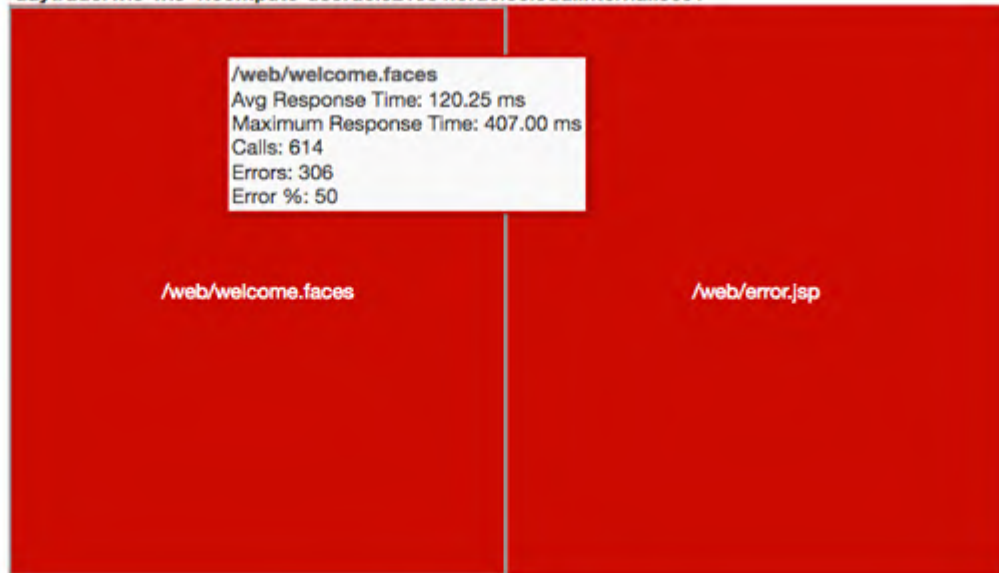 /web/welcome.faces
Avg Response Time: 120.25 ms
Maximum Response Time: 407.00 ms
Calls: 614
Errors: 306
Error %: 50
/web/welcome.faces
/web/error.jsp